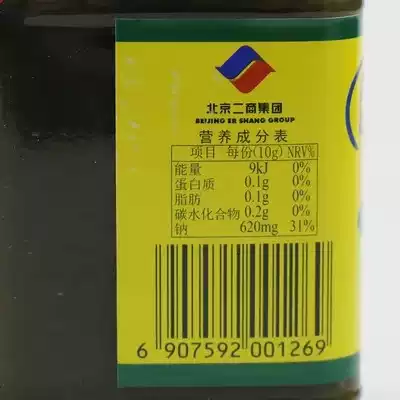 北京二商集团
BEIJING ER SHANG GROUP
营养成分表
项目 每份(10g) NRV%
能量 9kJ 0%
蛋白质 0.1g 0%
脂肪 0.1g 0%
碳水化合物 0.2g 0%
钠 620mg 31%
6 907592 001269